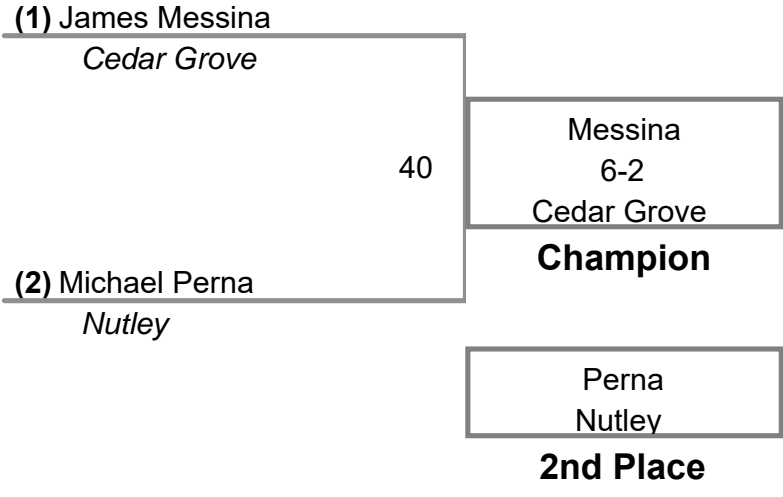 (1) James Messina
Cedar Grove
Messina
40
6-2
Cedar Grove
Champion
(2) Michael Perna
Nutley
Perna
Nutley
2nd Place